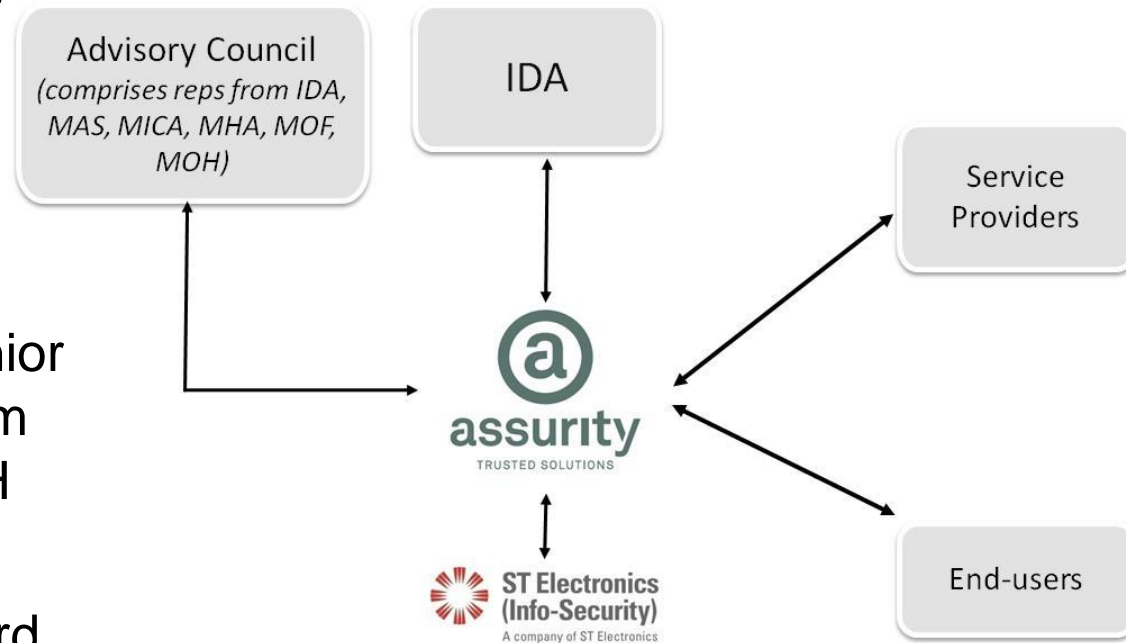 Advisory Council
(comprises reps from IDA,
MAS, MICA, MHA, MOF,
MOH)
IDA
Service
Providers
a
assurity
TRUSTED SOLUTIONS
ST Electronics
(Info-Security)
A company of ST Electronics
End-users